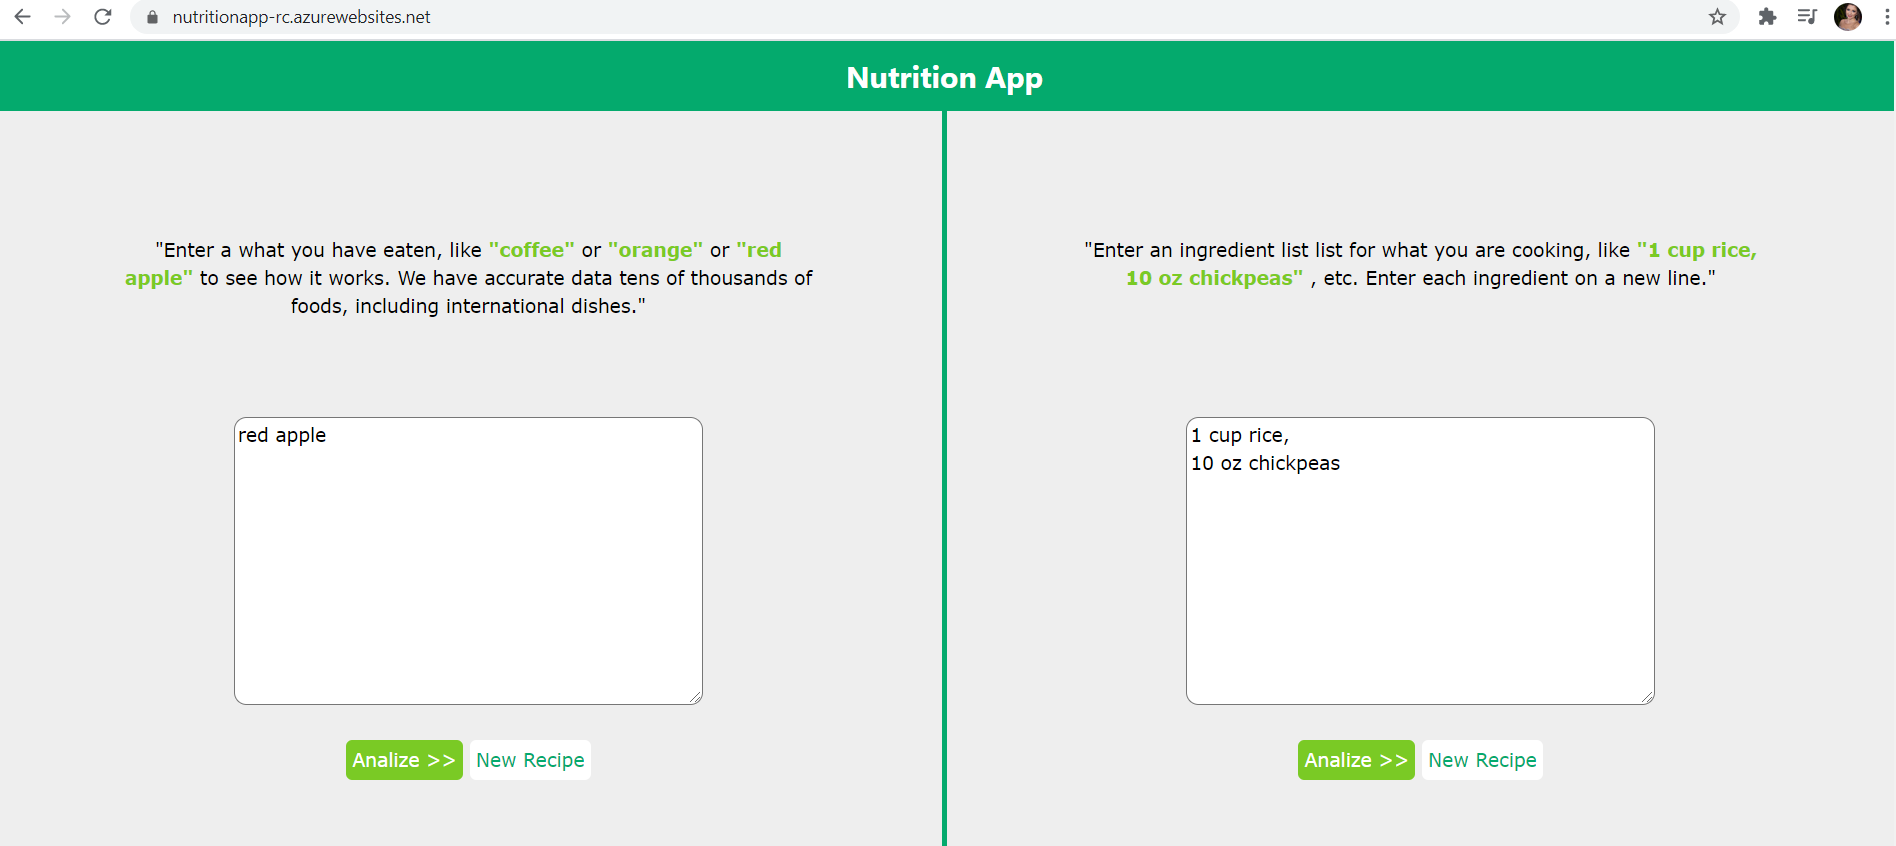 nutritionapp-rc.azurewebsites.net
Nutrition App
"Enter a what you have eaten, like "coffee" or "orange" or "red
apple" to see how it works. We have accurate data tens of thousands of
foods, including international dishes."
red apple
Analize >> New Recipe
"Enter an ingredient list list for what you are cooking, like "1 cup rice,
10 oz chickpeas" , etc. Enter each ingredient on a new line."
1 cup rice,
10 oz chickpeas
Analize >> New Recipe